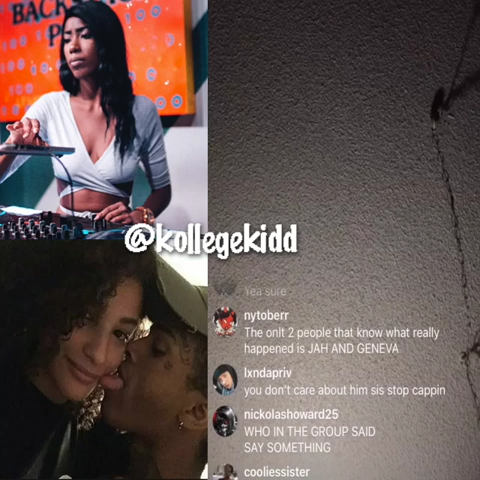 BACKS
P
@kollegekidd
Yea sure
nytoberr
The onlt 2 people that know what really
happened is JAH AND GENEVA
lxndapriv
you don't care about him sis stop cappin
nickolashoward25
WHO IN THE GROUP SAID
SAY SOMETHING
cooliessister